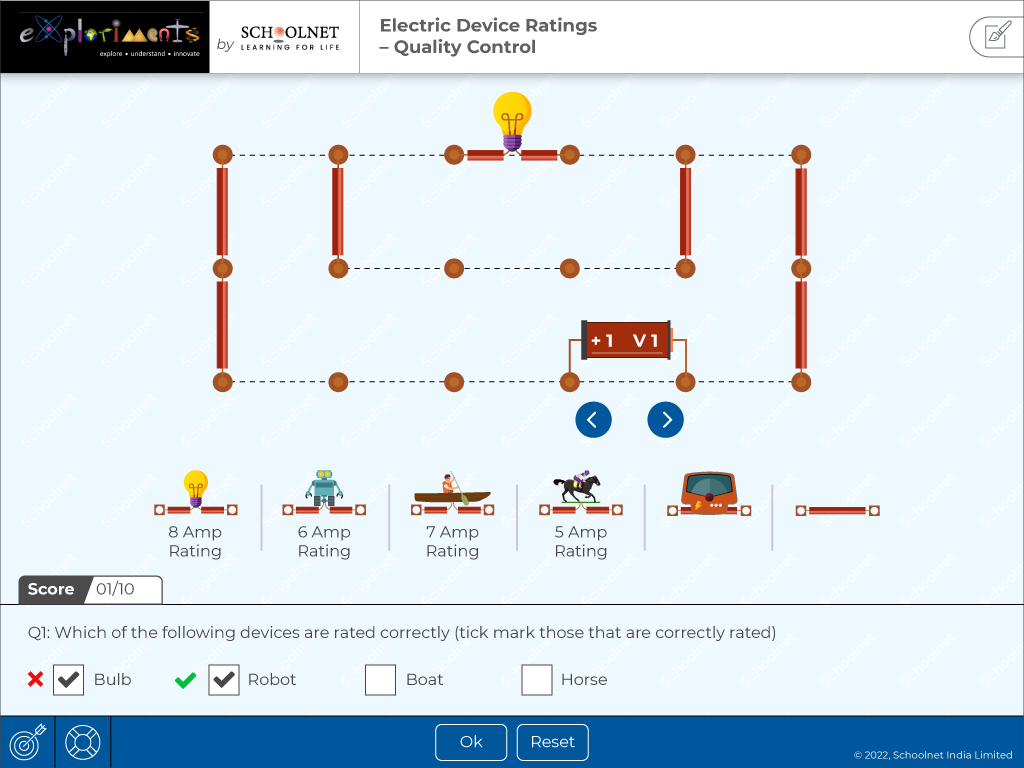 eXploriments
explore • understand • innovate
by SCHOOLNET
LEARNING FOR LIFE
Electric Device Ratings
– Quality Control
+ 1 V 1
8 Amp
Rating
6 Amp
Rating
7 Amp
Rating
5 Amp
Rating
Score 01/10
Q1: Which of the following devices are rated correctly (tick mark those that are correctly rated)
Bulb Robot Boat Horse
Ok Reset
© 2022, Schoolnet India Limited